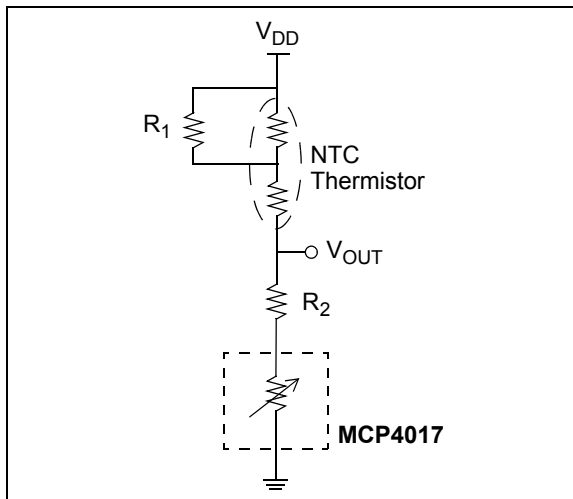 V_DD
R_1
NTC
Thermistor
V_OUT
R_2
MCP4017